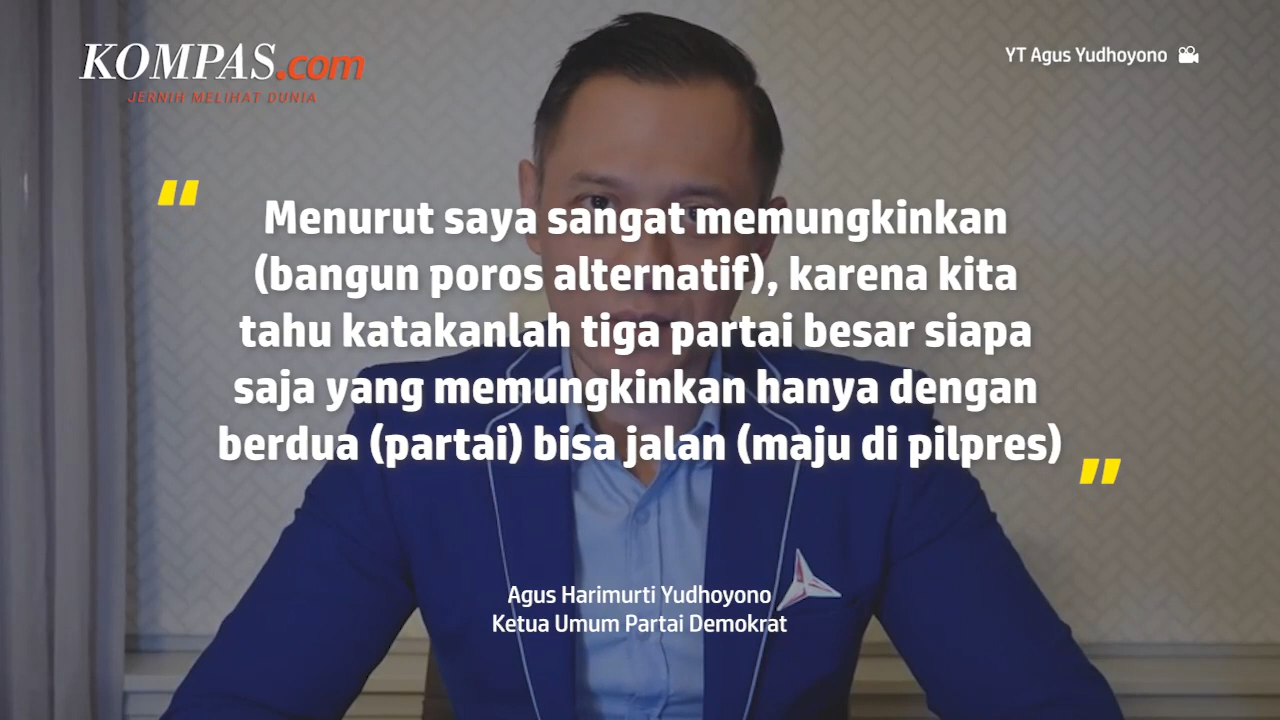 KOMPAS.com
JERNIH MELIHAT DUNIA
YT Agus Yudhoyono
"Menurut saya sangat memungkinkan
(bangun poros alternatif), karena kita
tahu katakanlah tiga partai besar siapa
saja yang memungkinkan hanya dengan
berdua (partai) bisa jalan (maju di pilpres)"
Agus Harimurti Yudhoyono
Ketua Umum Partai Demokrat